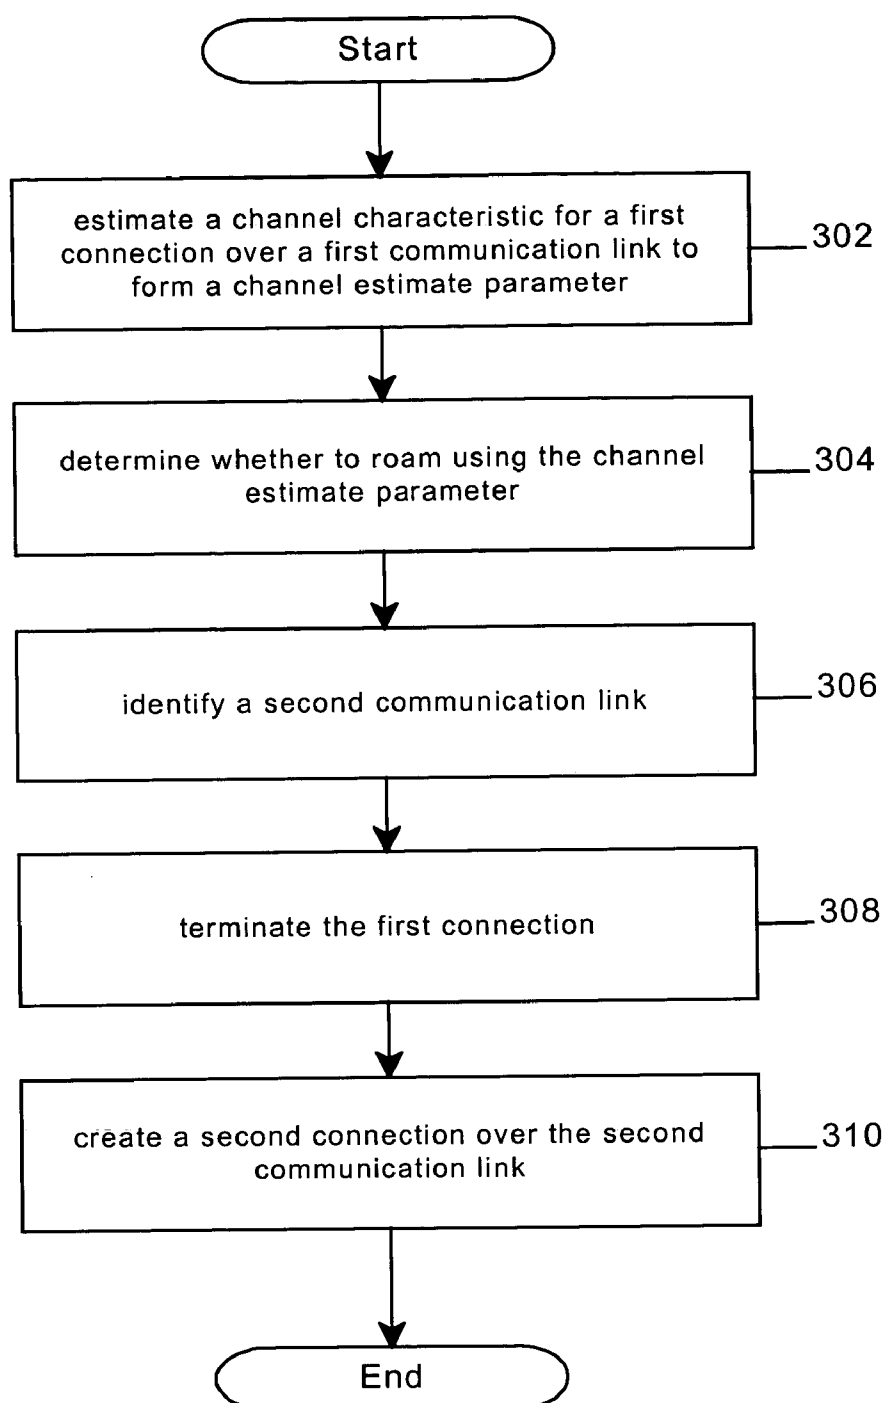 Start
estimate a channel characteristic for a first
connection over a first communication link to
form a channel estimate parameter
302
determine whether to roam using the channel
estimate parameter
304
identify a second communication link
306
terminate the first connection
308
create a second connection over the second
communication link
310
End